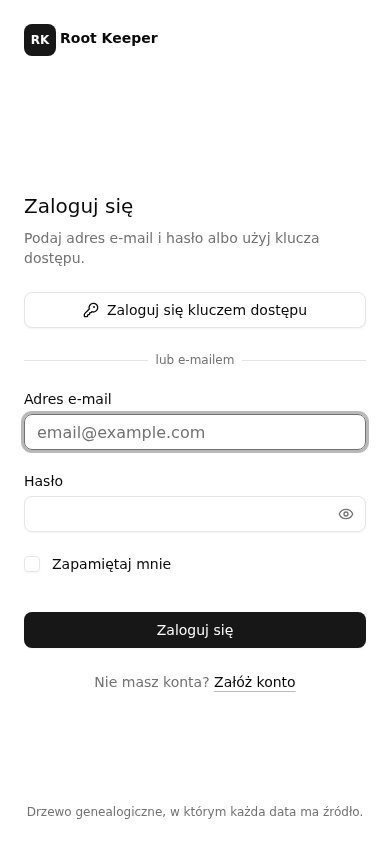 RK Root Keeper
Zaloguj się
Podaj adres e-mail i hasło albo użyj klucza
dostępu.
Zaloguj się kluczem dostępu
lub e-mailem
Adres e-mail
email@example.com
Hasło
Zapamiętaj mnie
Zaloguj się
Nie masz konta? Załóż konto
Drzewo genealogiczne, w którym każda data ma źródło.